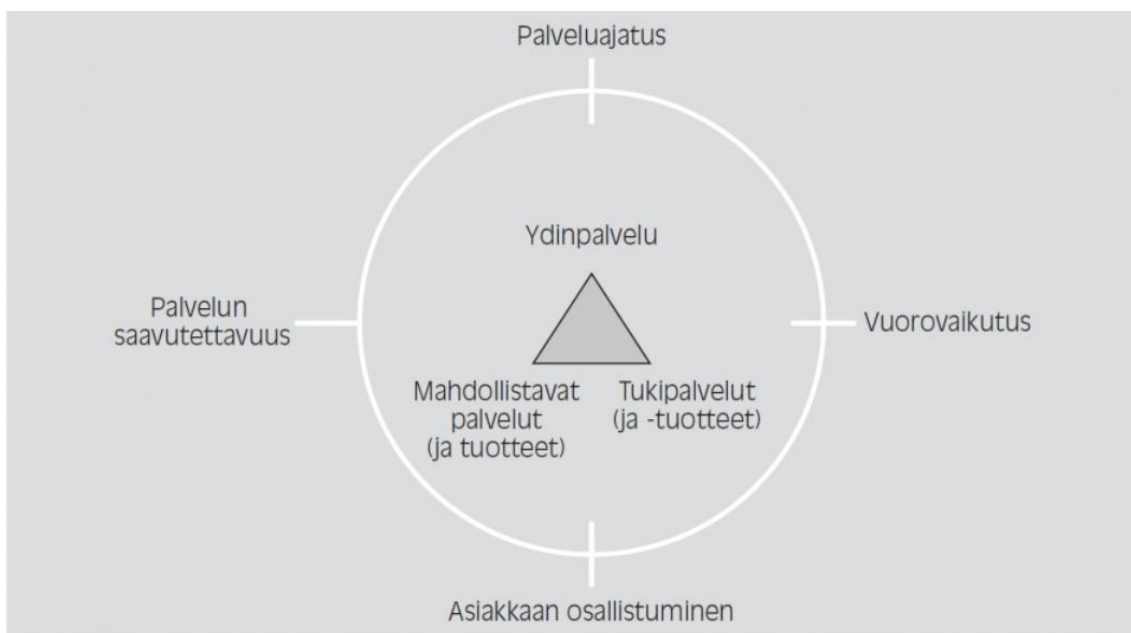 Palveluajatus
Ydinpalvelu
Palvelun
saavutettavuus
Vuorovaikutus
Mahdollistavat
palvelut
(ja tuotteet)
Tukipalvelut
(ja -tuotteet)
Asiakkaan osallistuminen